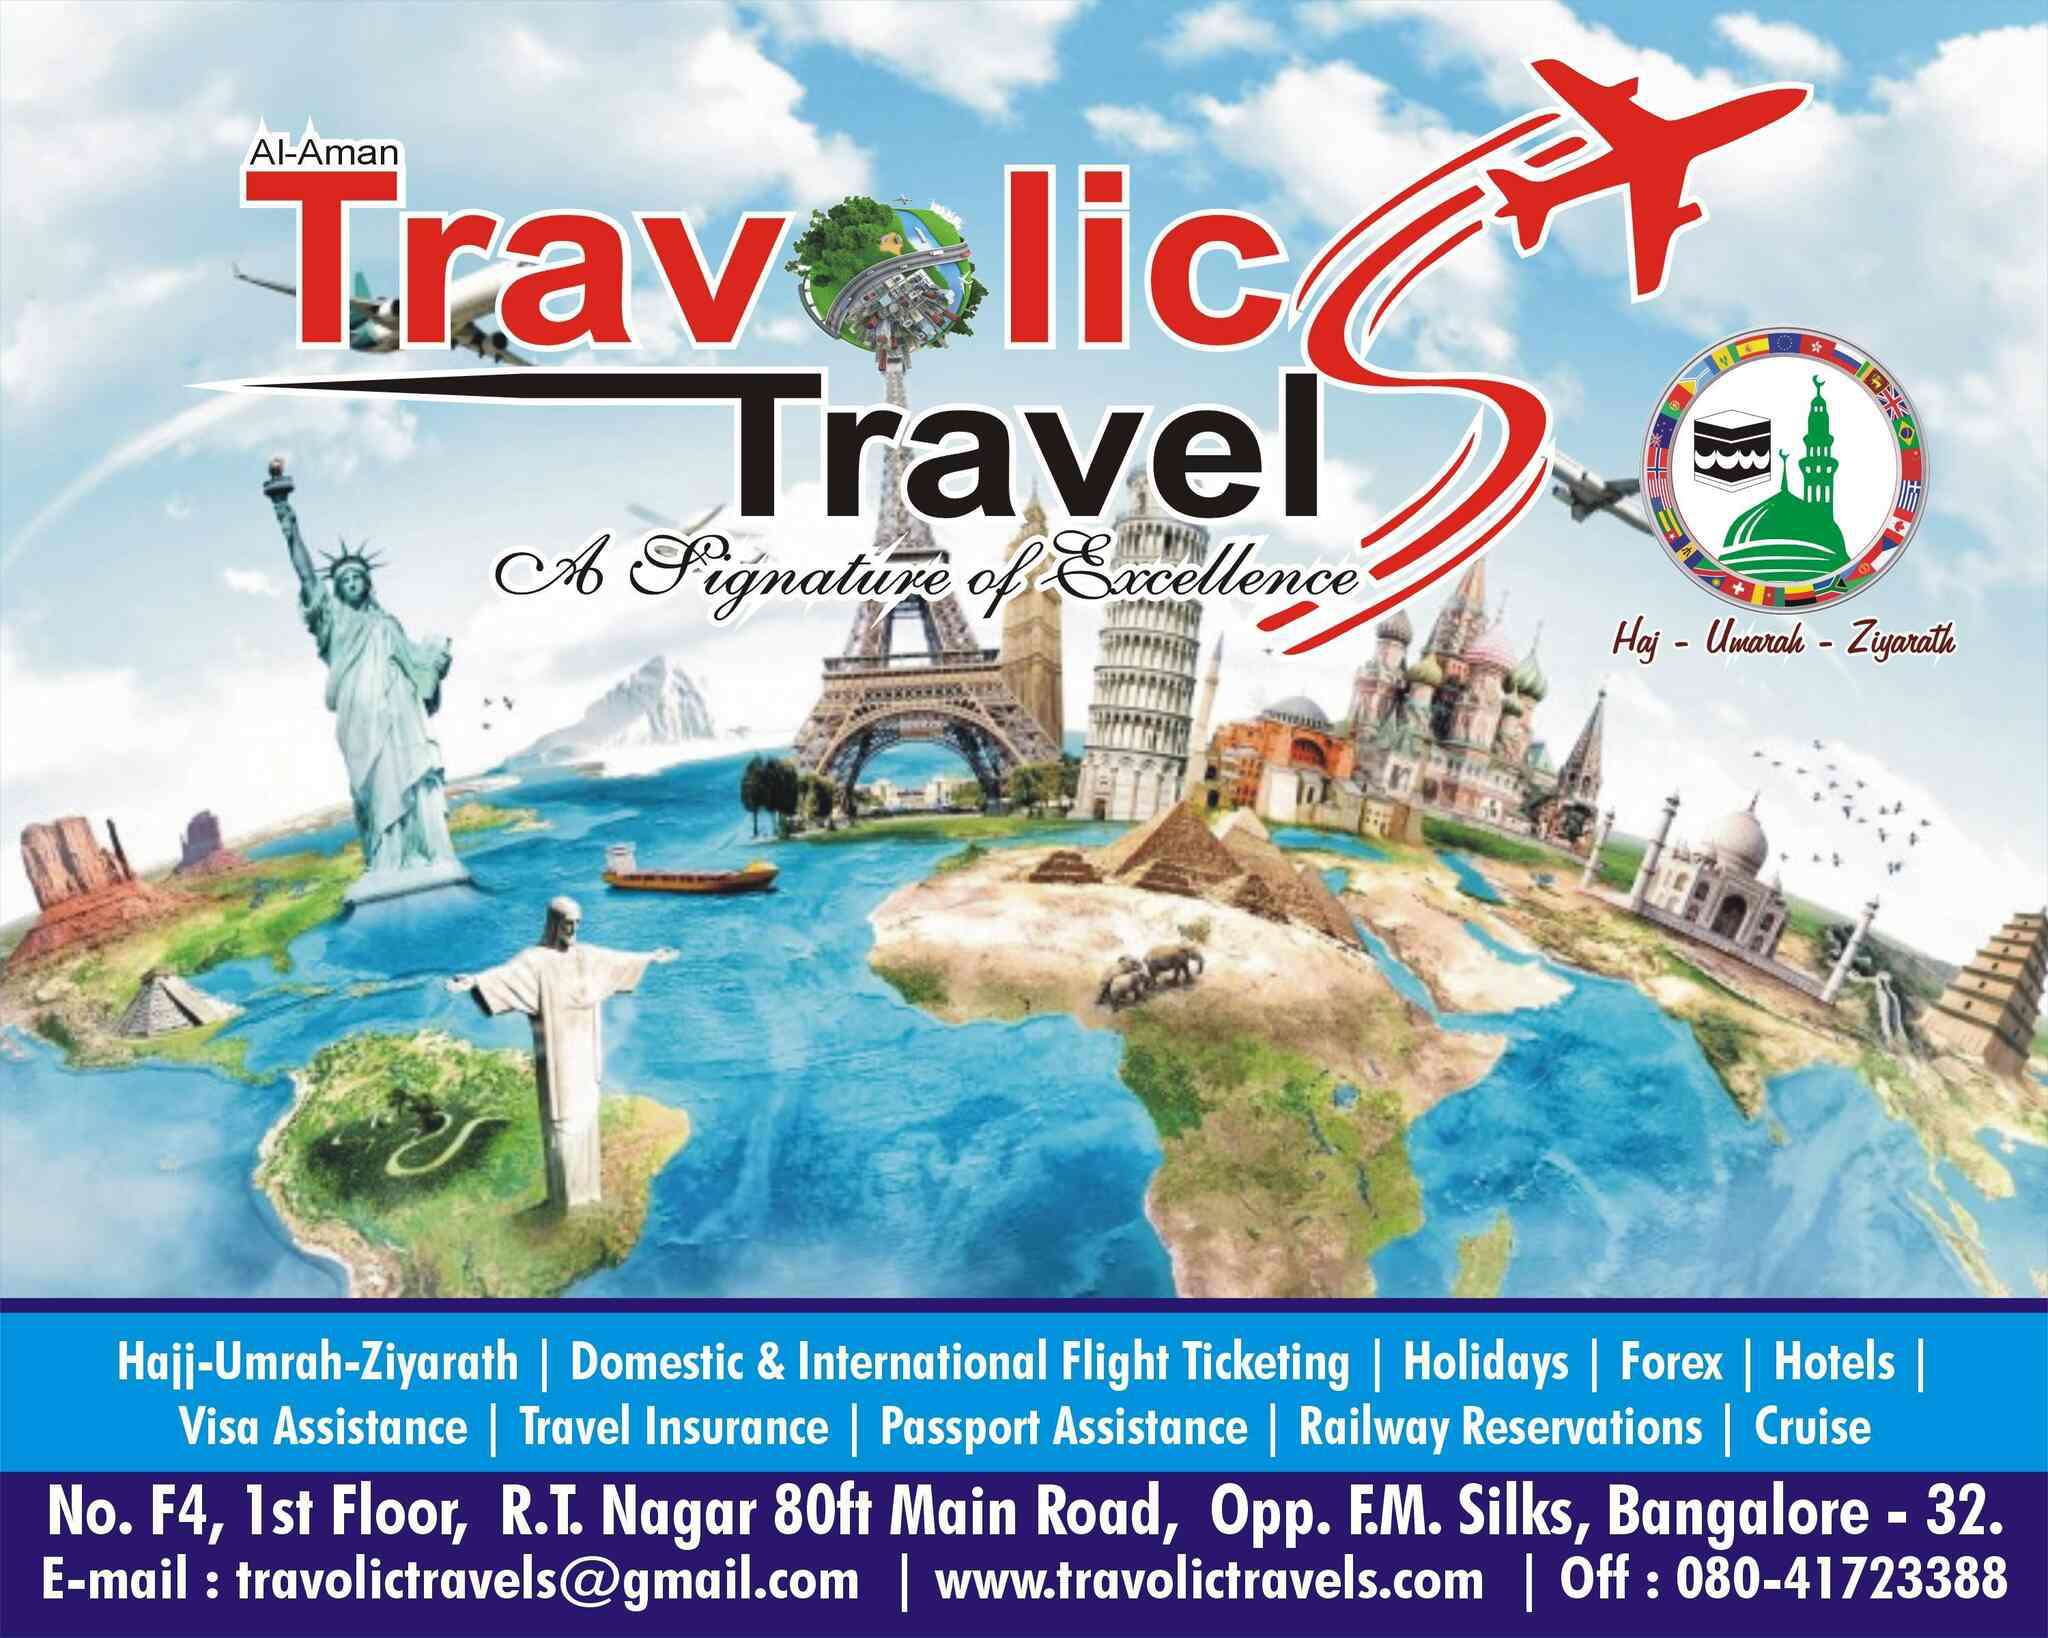 Al-Aman
Travolic
Travels
A Signature of Excellence
Haj - Umarah - Ziyarath
Hajj-Umrah-Ziyarath | Domestic & International Flight Ticketing | Holidays | Forex | Hotels |
Visa Assistance | Travel Insurance | Passport Assistance | Railway Reservations | Cruise
No. F4, 1st Floor, R.T. Nagar 80ft Main Road, Opp. F.M. Silks, Bangalore - 32.
E-mail : travolictravels@gmail.com | www.travolictravels.com | Off : 080-41723388